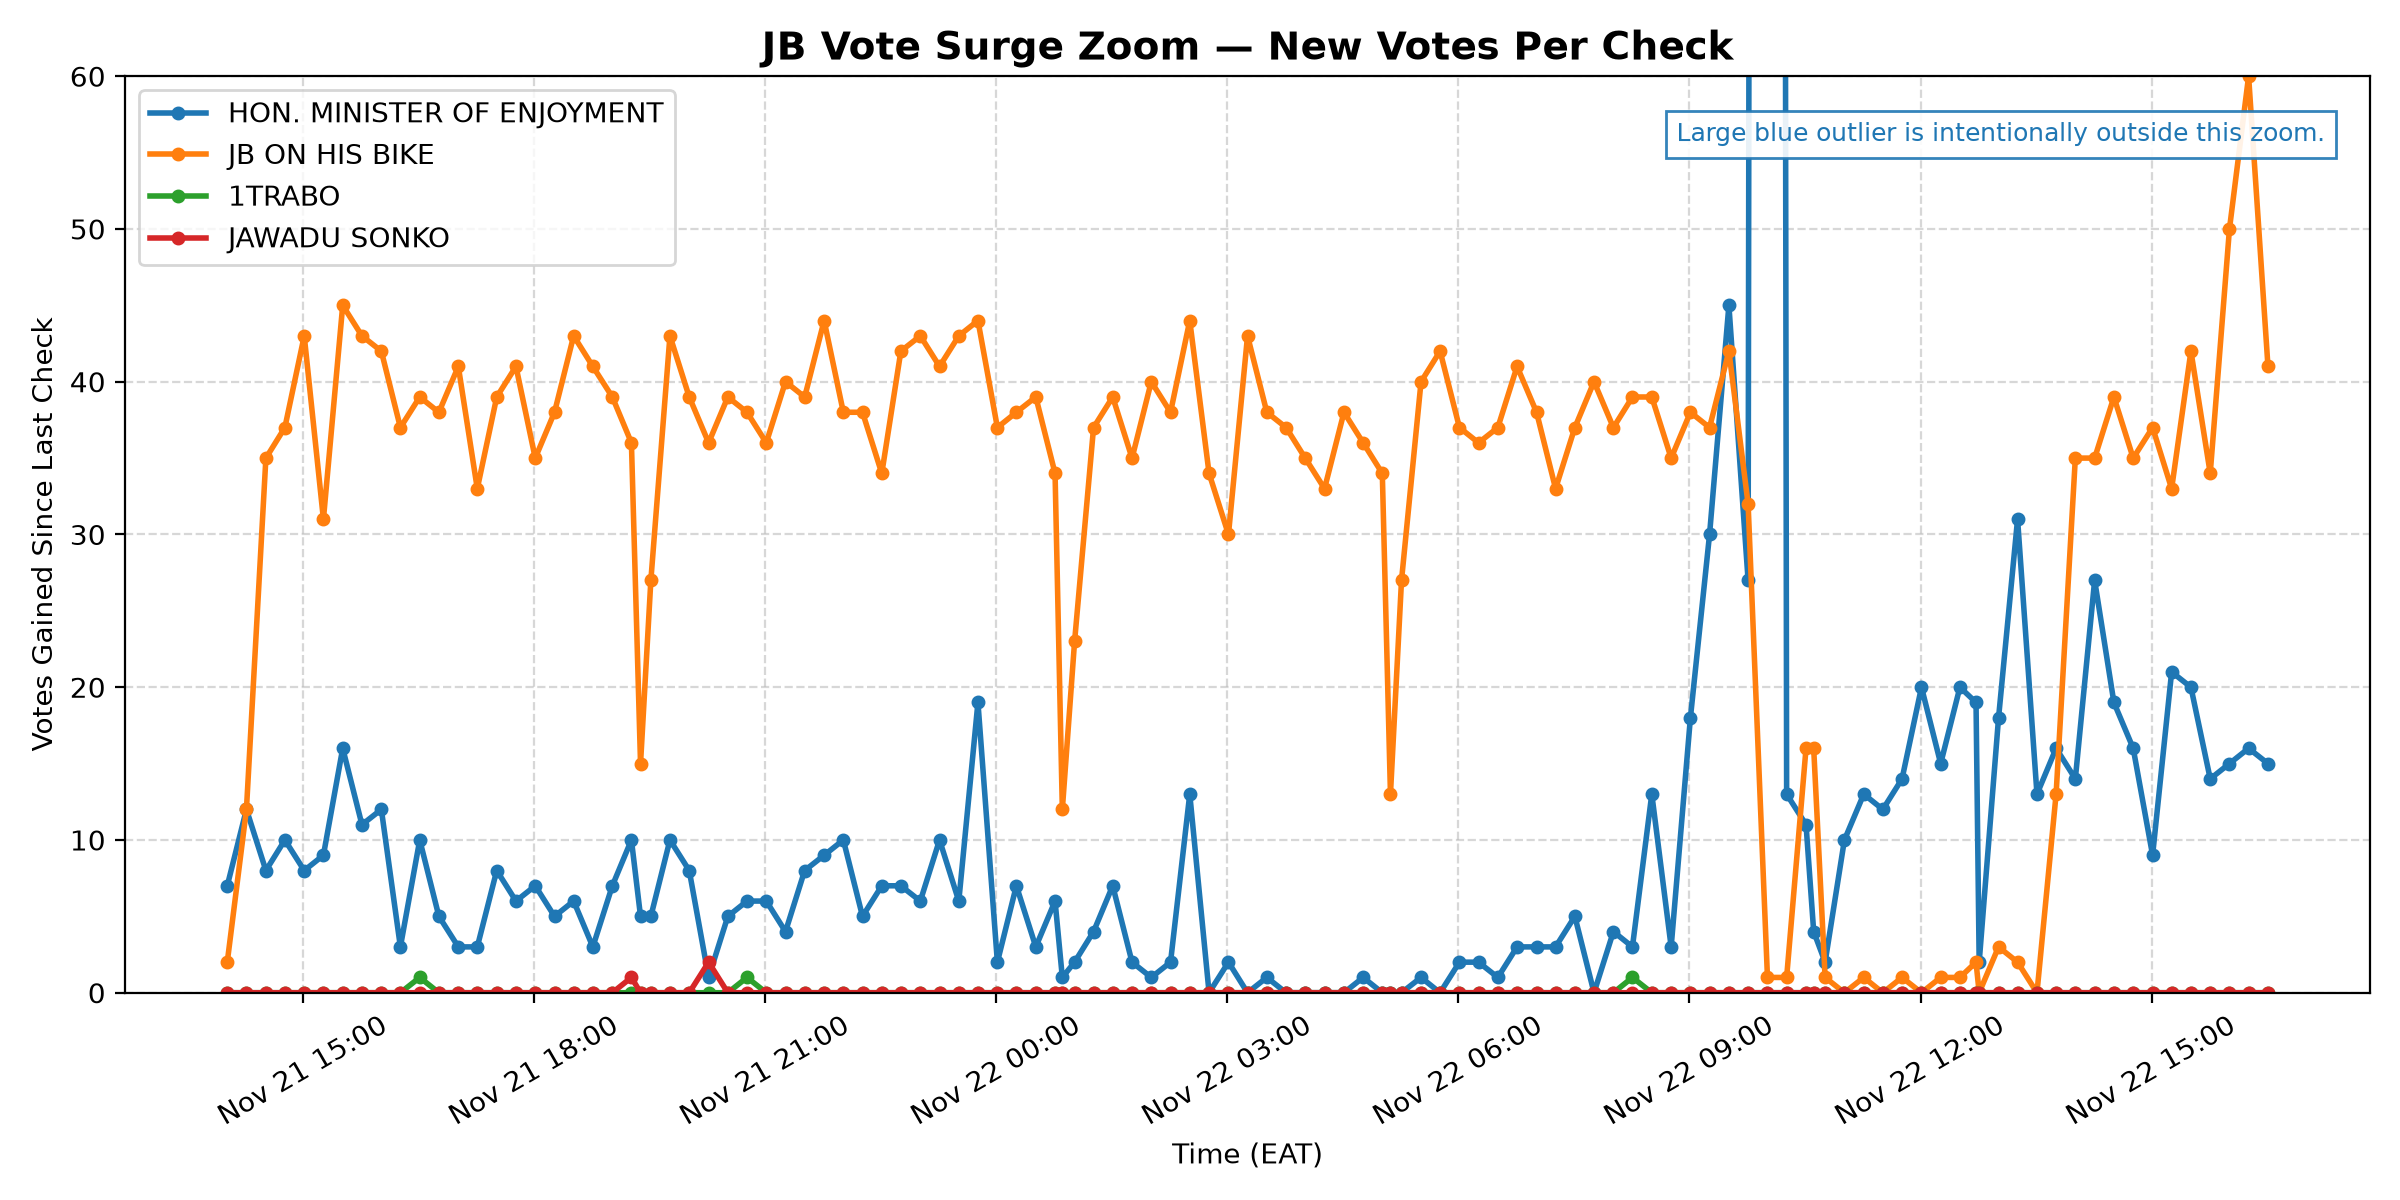 JB Vote Surge Zoom — New Votes Per Check
60
50
40
30
20
10
0
Votes Gained Since Last Check
HON. MINISTER OF ENJOYMENT
JB ON HIS BIKE
1TRABO
JAWADU SONKO
Large blue outlier is intentionally outside this zoom.
Nov 21 15:00
Nov 21 18:00
Nov 21 21:00
Nov 22 00:00
Nov 22 03:00
Nov 22 06:00
Nov 22 09:00
Nov 22 12:00
Nov 22 15:00
Time (EAT)